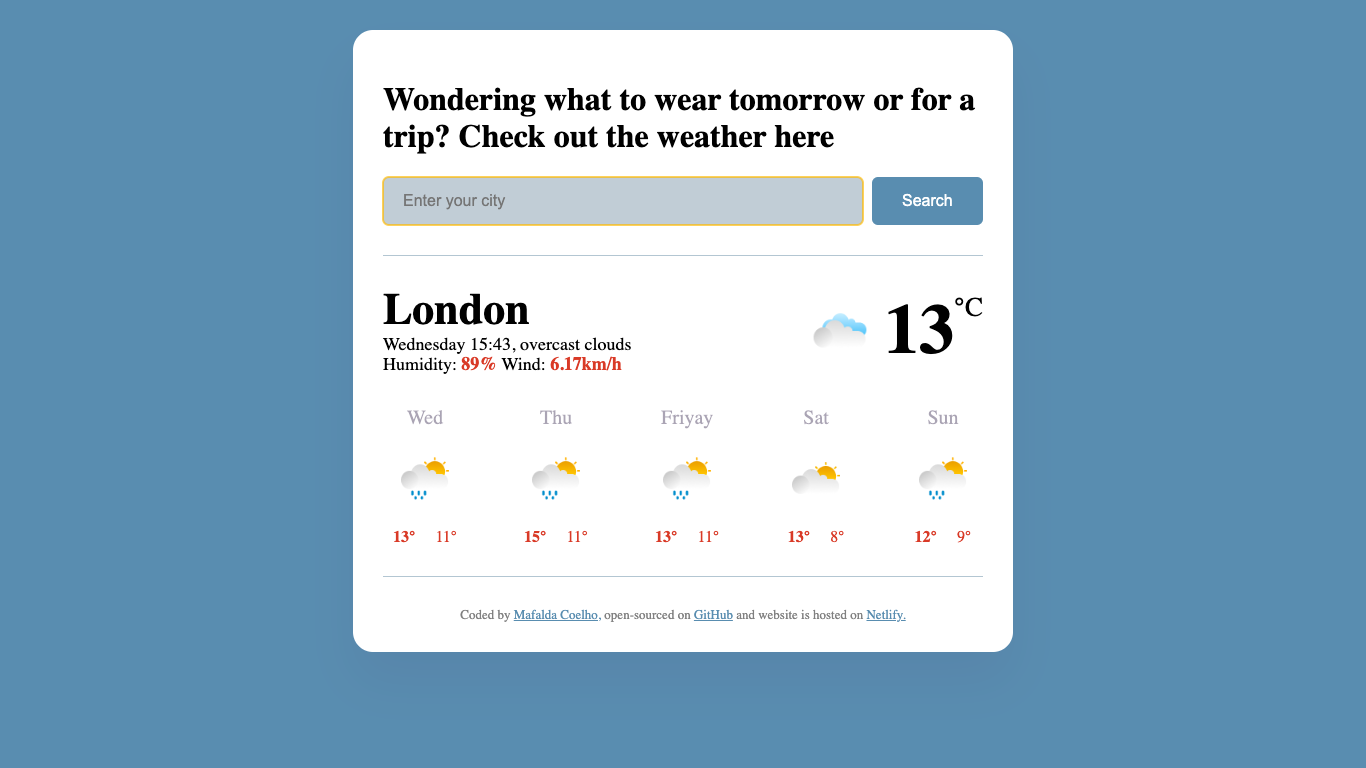 Wondering what to wear tomorrow or for a
trip? Check out the weather here
Enter your city
Search
London
Wednesday 15:43, overcast clouds
Humidity: 89% Wind: 6.17km/h
13°C
Wed Thu Friyay Sat Sun
13° 11° 15° 11° 13° 11° 13° 8° 12° 9°
Coded by Mafalda Coelho, open-sourced on GitHub and website is hosted on Netlify.